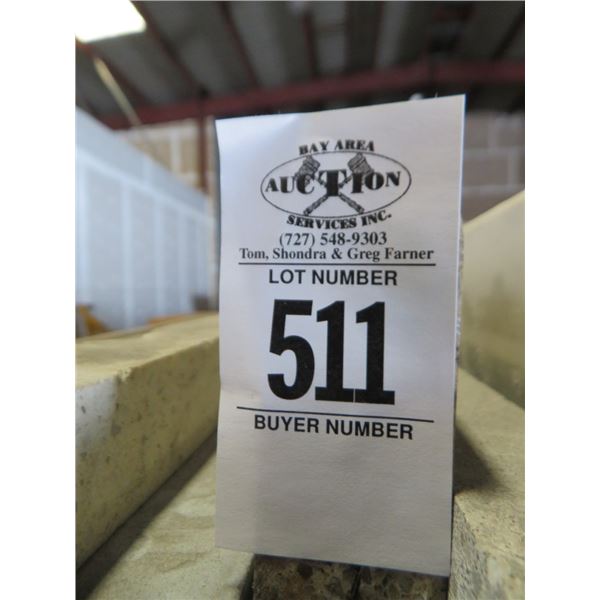 BAY AREA
AUCTION
SERVICES INC.
(727) 548-9303
Tom, Shondra & Greg Farner
LOT NUMBER
511
BUYER NUMBER